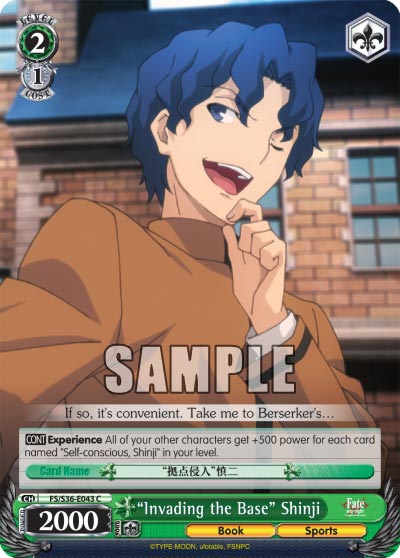 LEVEL
2
1
COST
SAMPLE
If so, it's convenient. Take me to Berserker's...
CONT Experience All of your other characters get +500 power for each card
named "Self-conscious, Shinji" in your level.
Card Name
“拠点侵入”慎二
CH FS/S36-E043 C
2000
“Invading the Base” Shinji
Book
Sports
Fate
©TYPE-MOON, ufotable, FSNPC